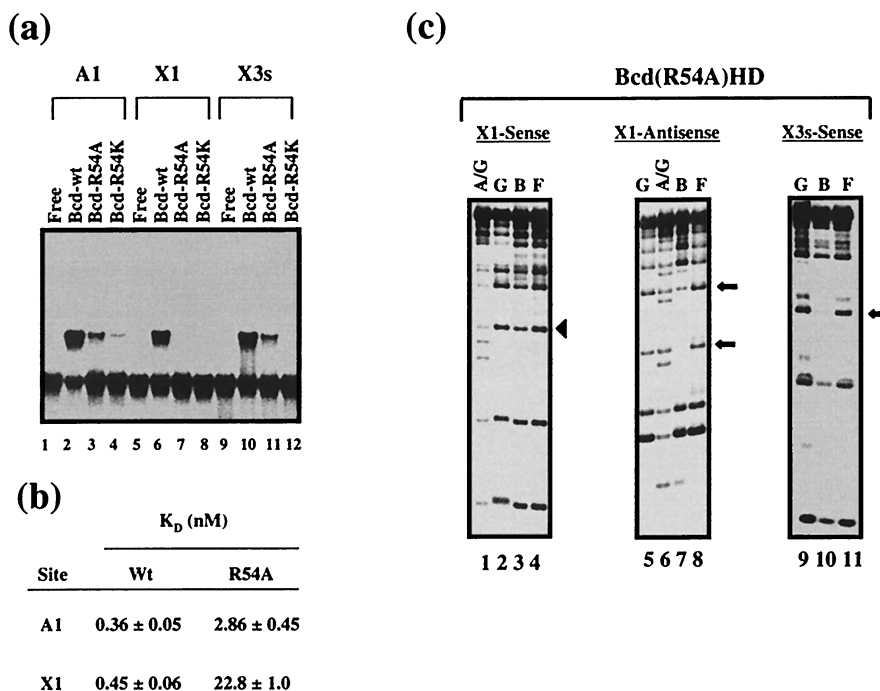 (a)
A1 X1 X3s
Free Bcd-wt Bcd-R54A Bcd-R54K Free Bcd-wt Bcd-R54A Bcd-R54K Free Bcd-wt Bcd-R54A Bcd-R54K
1 2 3 4 5 6 7 8 9 10 11 12
(b)
K_D (nM)
Site Wt R54A
A1 0.36 ± 0.05 2.86 ± 0.45
X1 0.45 ± 0.06 22.8 ± 1.0
(c)
Bcd(R54A)HD
X1-Sense X1-Antisense X3s-Sense
A/G G B F G A/G B F G B F
1 2 3 4 5 6 7 8 9 10 11